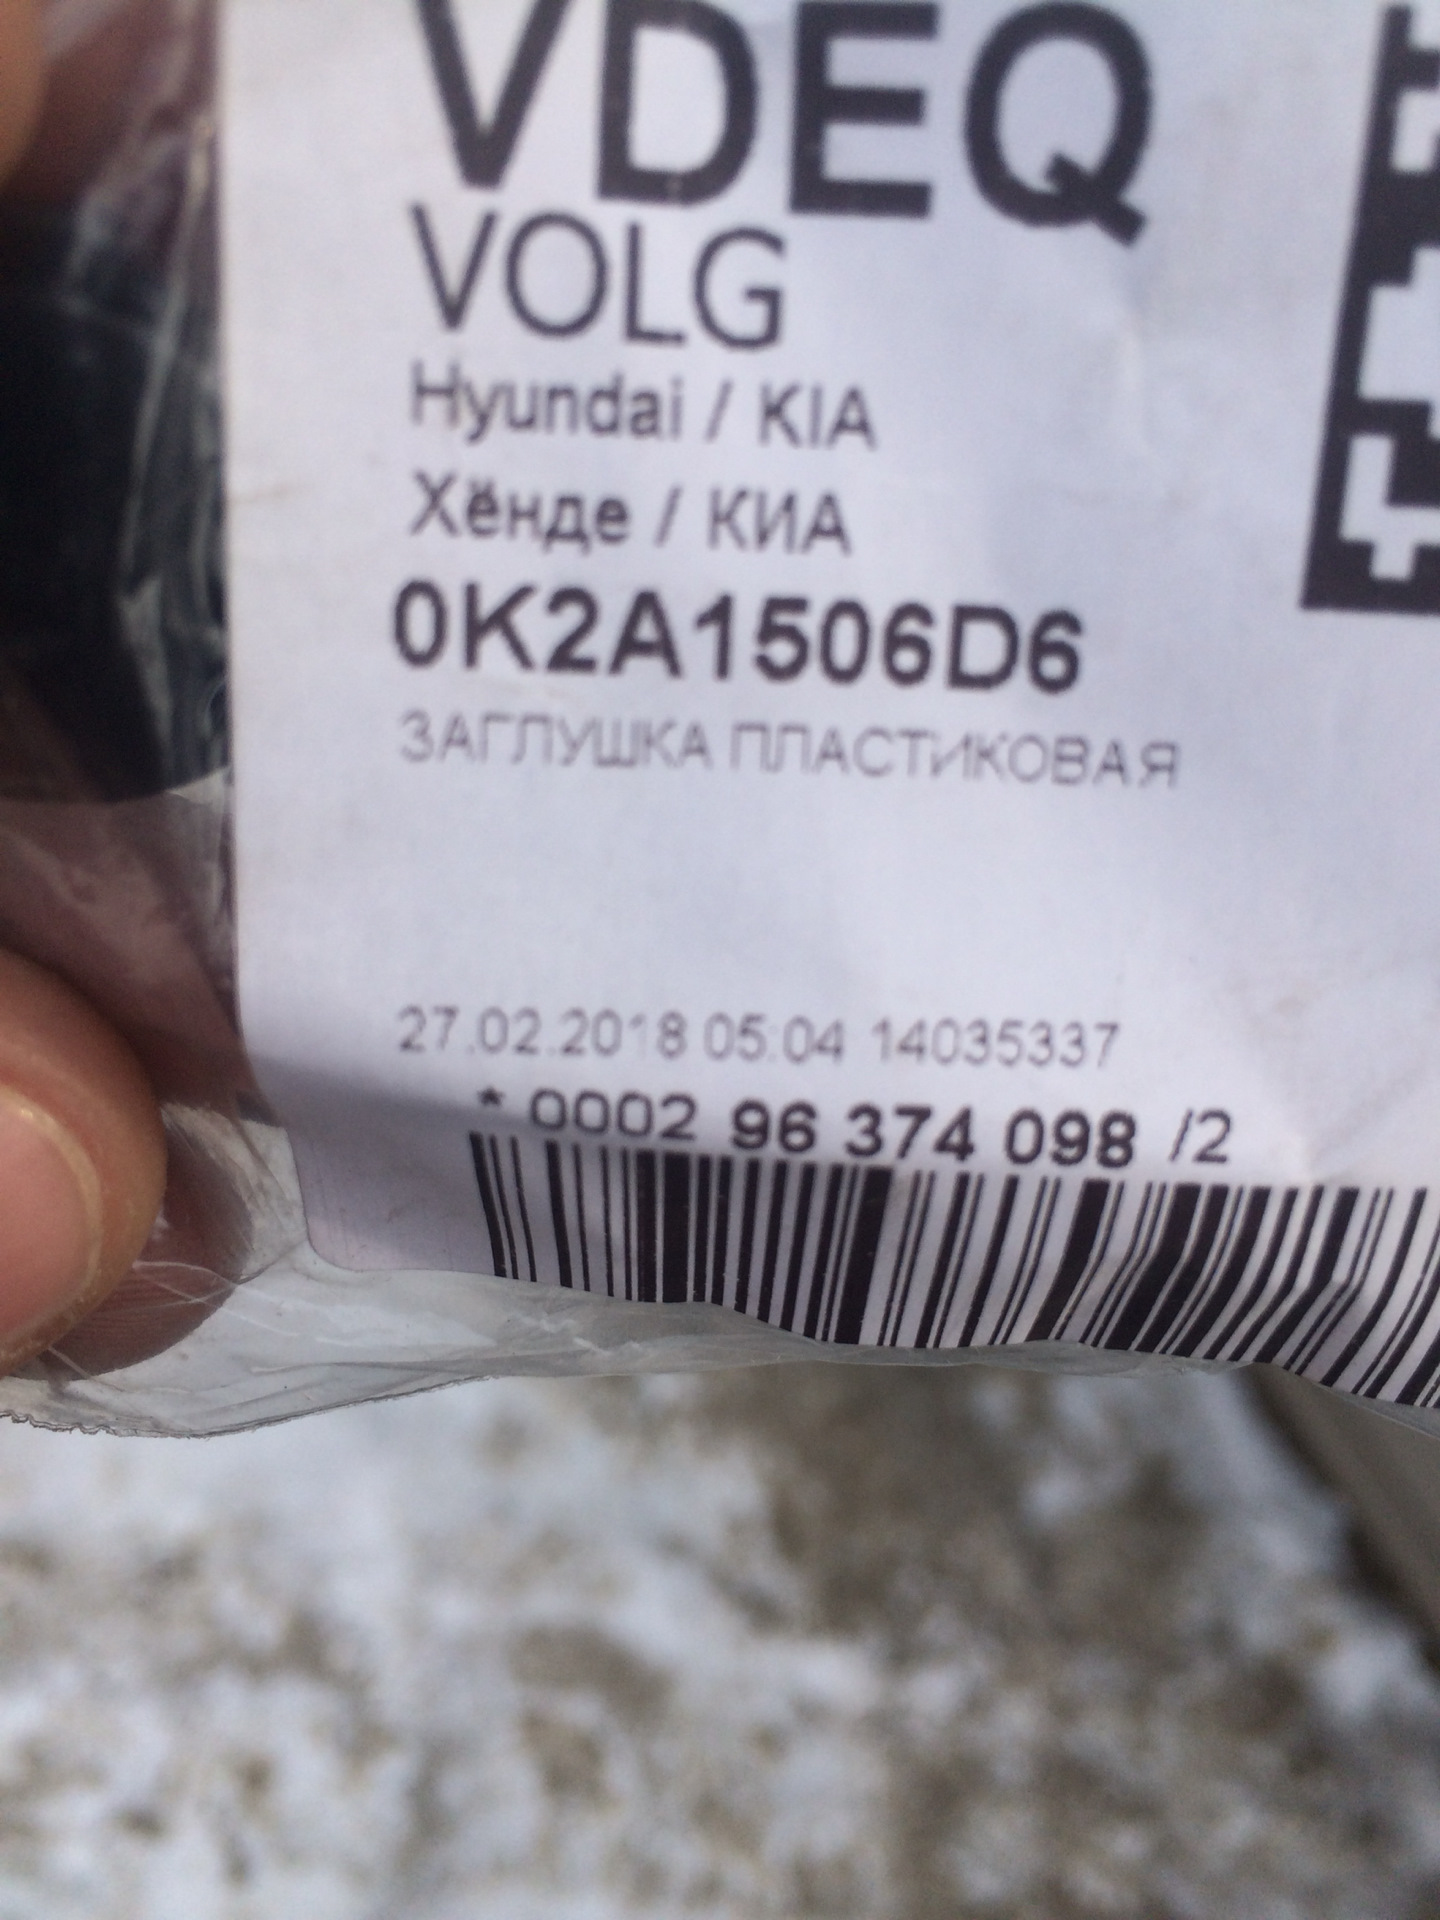 VDEQ
VOLG
Hyundai / KIA
Хёнде / КИА
0K2A1506D6
ЗАГЛУШКА ПЛАСТИКОВАЯ
27.02.2018 05:04 14035337
* 0002 96 374 098 /2